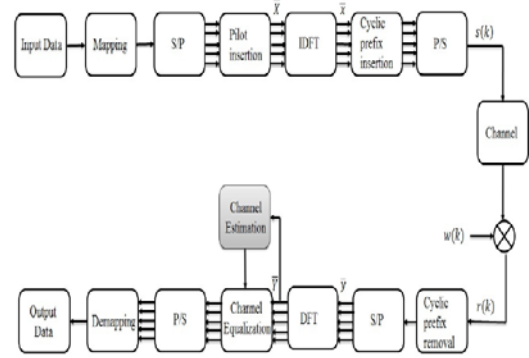 X̄
x̄
s(k)
Input Data
Mapping
S/P
Pilot
insertion
IDFT
Cyclic
prefix
insertion
P/S
Channel
w(k)
r(k)
Channel
Estimation
Ȳ
ȳ
Output
Data
Demapping
P/S
Channel
Equalization
DFT
S/P
Cyclic
prefix
removal